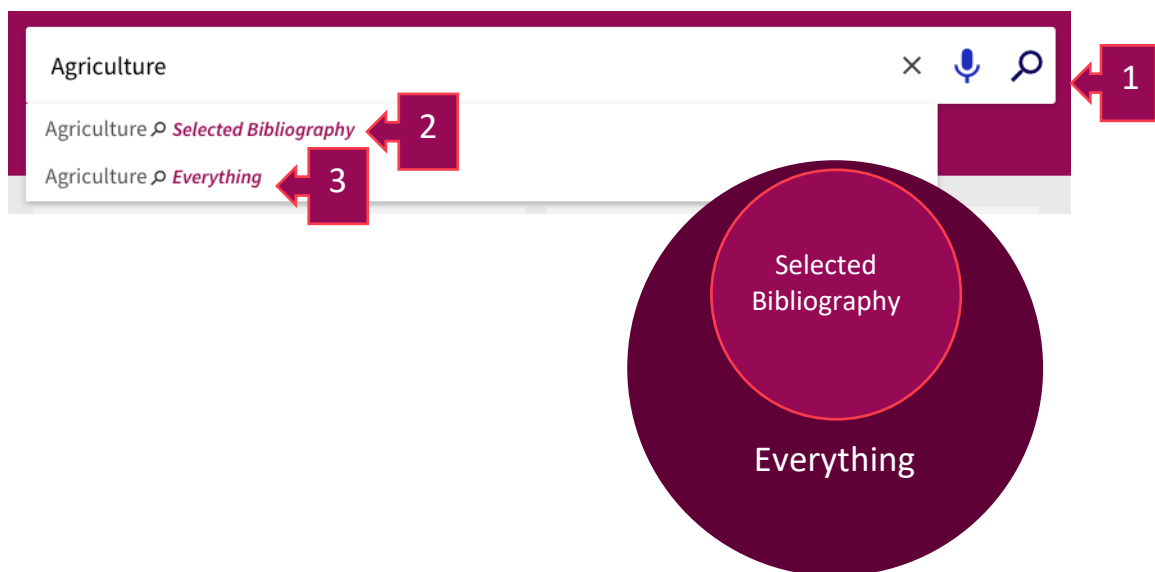 Agriculture
1
Agriculture Selected Bibliography
2
Agriculture Everything
3
Selected
Bibliography
Everything